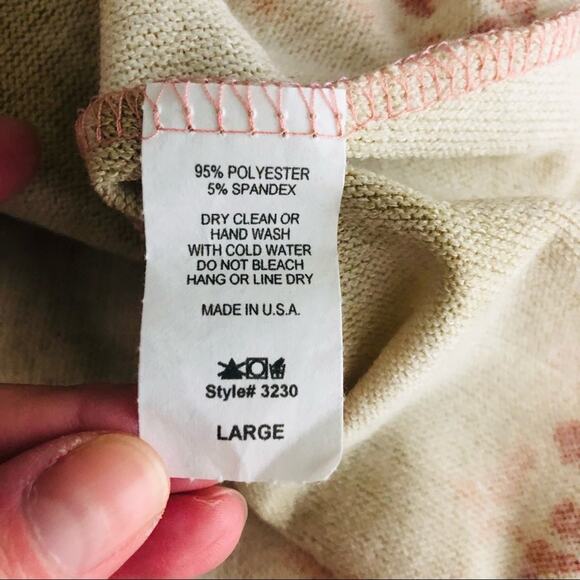 95% POLYESTER
5% SPANDEX
DRY CLEAN OR
HAND WASH
WITH COLD WATER
DO NOT BLEACH
HANG OR LINE DRY
MADE IN U.S.A.
Style# 3230
LARGE